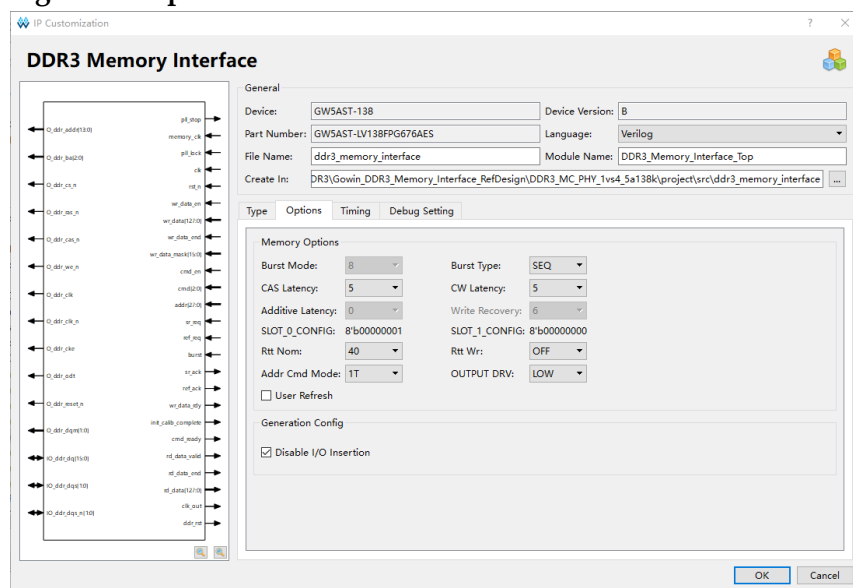 IP Customization ? ×
DDR3 Memory Interface
O_ddr_addr(13:0)
O_ddr_ba(2:0)
O_ddr_cs_n
O_ddr_ras_n
O_ddr_cas_n
O_ddr_we_n
O_ddr_clk
O_ddr_clk_n
O_ddr_cke
O_ddr_odt
O_ddr_reset_n
O_ddr_dqm(1:0)
IO_ddr_dq(15:0)
IO_ddr_dqs(1:0)
IO_ddr_dqs_n(1:0)
pll_stop
memory_clk
pll_lock
clk
rst_n
wr_data_en
wr_data(127:0)
wr_data_end
wr_data_mask(15:0)
cmd_en
cmd(2:0)
addr(27:0)
sr_req
ref_req
burst
sr_ack
ref_ack
wr_data_rdy
init_calib_complete
cmd_ready
rd_data_valid
rd_data_end
rd_data(127:0)
clk_out
ddr_rst
General
Device: GW5AST-138 Device Version: B
Part Number: GW5AST-LV138FPG676AES Language: Verilog
File Name: ddr3_memory_interface Module Name: DDR3_Memory_Interface_Top
Create In: DR3\Gowin_DDR3_Memory_Interface_RefDesign\DDR3_MC_PHY_1vs4_5a138k\project\src\ddr3_memory_interface ...
Type Options Timing Debug Setting
Memory Options
Burst Mode: 8 Burst Type: SEQ
CAS Latency: 5 CW Latency: 5
Additive Latency: 0 Write Recovery: 6
SLOT_0_CONFIG: 8'b00000001 SLOT_1_CONFIG: 8'b00000000
Rtt Nom: 40 Rtt Wr: OFF
Addr Cmd Mode: 1T OUTPUT DRV: LOW
User Refresh
Generation Config
Disable I/O Insertion
OK Cancel